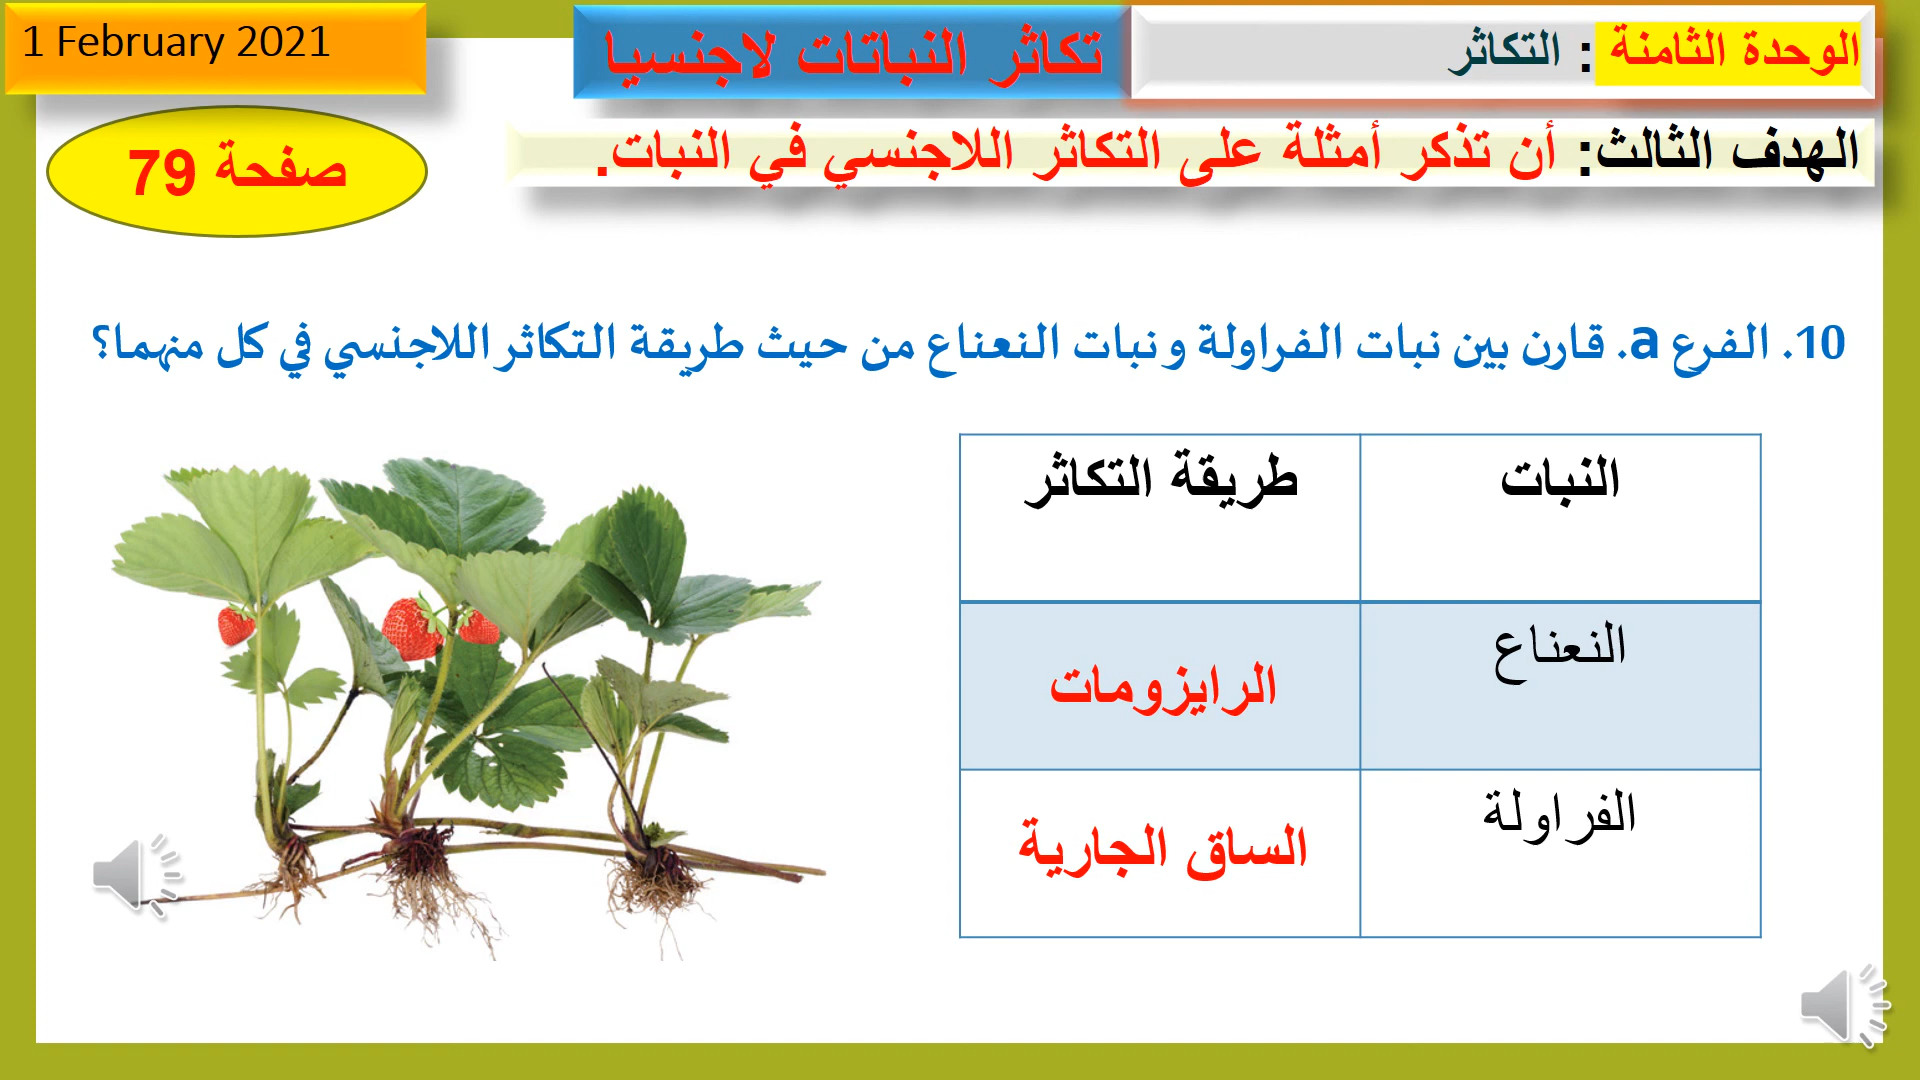 1 February 2021
الوحدة الثامنة : التكاثر
تكاثر النباتات لاجنسيا
الهدف الثالث: أن تذكر أمثلة على التكاثر اللاجنسي في النبات.
صفحة 79
10. الفرع a. قارن بين نبات الفراولة ونبات النعناع من حيث طريقة التكاثر اللاجنسي في كل منهما؟
النبات
طريقة التكاثر
النعناع
الرايزومات
الفراولة
الساق الجارية